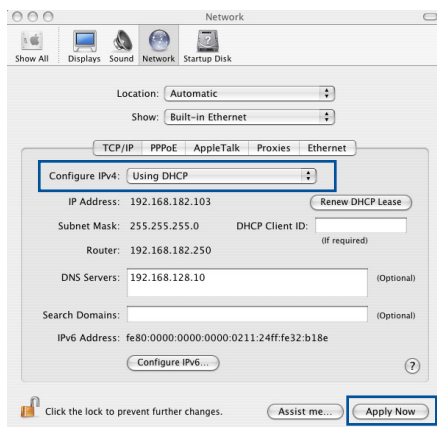 Network
Show All Displays Sound Network Startup Disk
Location: Automatic
Show: Built-in Ethernet
TCP/IP PPPoE AppleTalk Proxies Ethernet
Configure IPv4: Using DHCP
IP Address: 192.168.182.103 Renew DHCP Lease
Subnet Mask: 255.255.255.0 DHCP Client ID:
(If required)
Router: 192.168.182.250
DNS Servers: 192.168.128.10 (Optional)
Search Domains: (Optional)
IPv6 Address: fe80:0000:0000:0000:0211:24ff:fe32:b18e
Configure IPv6...
?
Click the lock to prevent further changes. Assist me... Apply Now